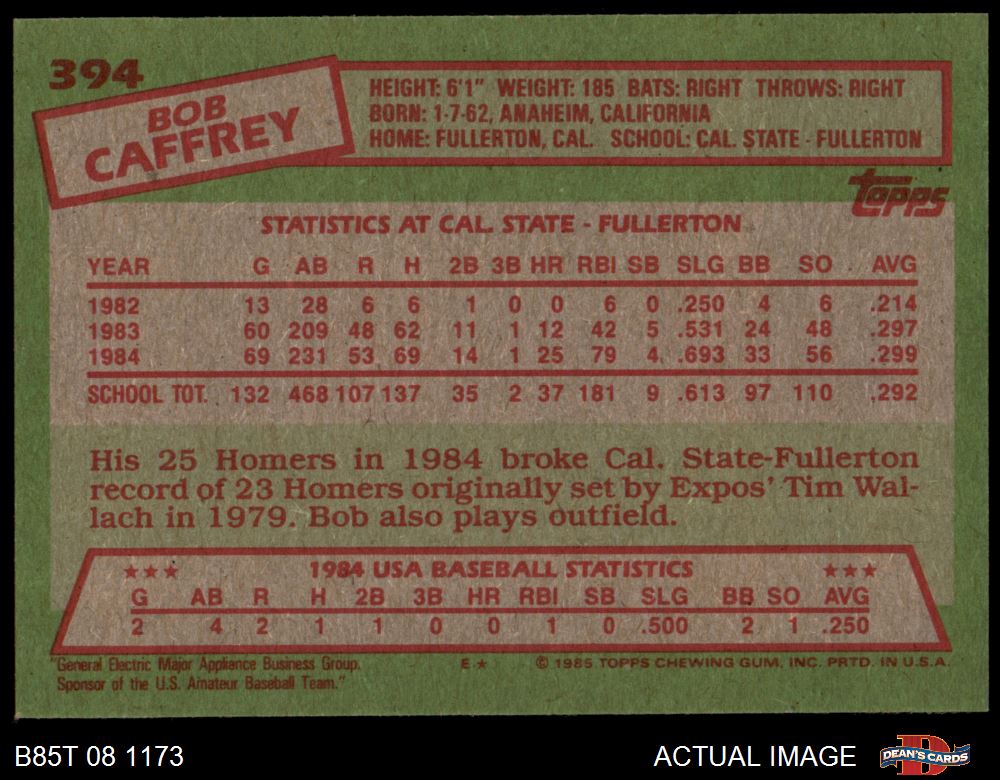 394
BOB
CAFFREY
HEIGHT: 6'1" WEIGHT: 185 BATS: RIGHT THROWS: RIGHT
BORN: 1-7-62, ANAHEIM, CALIFORNIA
HOME: FULLERTON, CAL. SCHOOL: CAL. STATE - FULLERTON
topps
STATISTICS AT CAL. STATE - FULLERTON
YEAR G AB R H 2B 3B HR RBI SB SLG BB SO AVG
1982 13 28 6 6 1 0 0 6 0 .250 4 6 .214
1983 60 209 48 62 11 1 12 42 5 .531 24 48 .297
1984 69 231 53 69 14 1 25 79 4 .693 33 56 .299
SCHOOL TOT. 132 468 107 137 35 2 37 181 9 .613 97 110 .292
His 25 Homers in 1984 broke Cal. State-Fullerton
record of 23 Homers originally set by Expos' Tim Wal-
lach in 1979. Bob also plays outfield.
★★★ 1984 USA BASEBALL STATISTICS ★★★
G AB R H 2B 3B HR RBI SB SLG BB SO AVG
2 4 2 1 1 0 0 1 0 .500 2 1 .250
"General Electric Major Appliance Business Group.
Sponsor of the U.S. Amateur Baseball Team."
E★ © 1985 TOPPS CHEWING GUM, INC. PRTD. IN U.S.A.
B85T 08 1173
ACTUAL IMAGE
DEAN'S CARDS